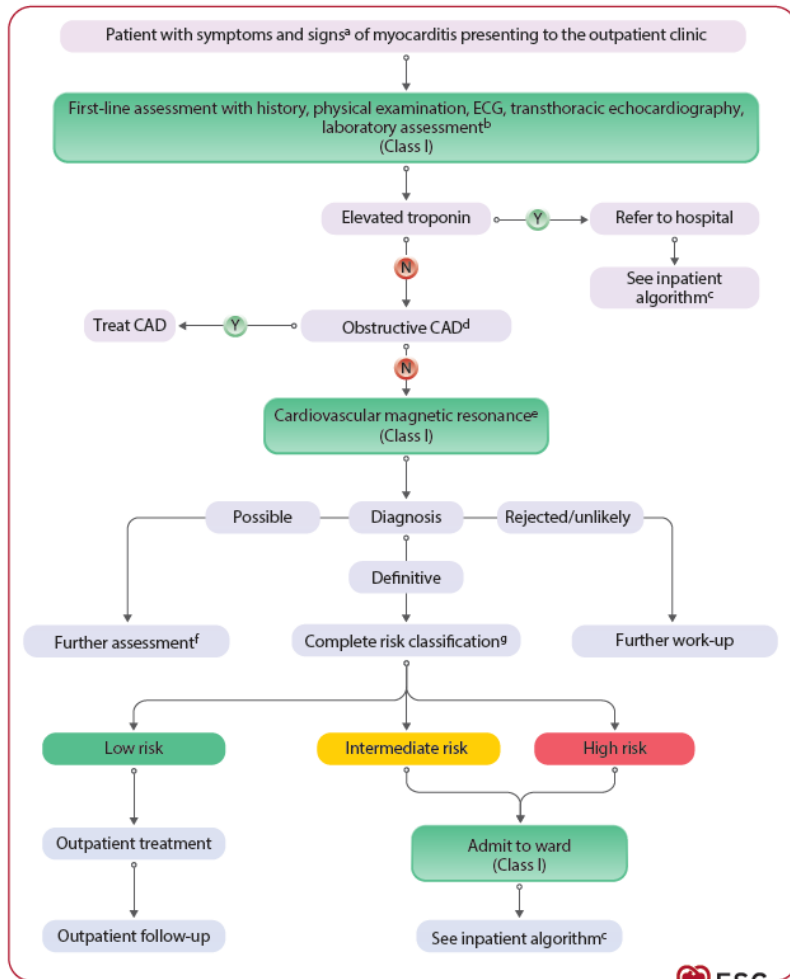 Patient with symptoms and signsᵃ of myocarditis presenting to the outpatient clinic
First-line assessment with history, physical examination, ECG, transthoracic echocardiography,
laboratory assessmentᵇ
(Class I)
Elevated troponin
Y
Refer to hospital
N
See inpatient
algorithmᶜ
Treat CAD
Y
Obstructive CADᵈ
N
Cardiovascular magnetic resonanceᵉ
(Class I)
Possible
Diagnosis
Rejected/unlikely
Definitive
Further assessmentᶠ
Complete risk classificationᵍ
Further work-up
Low risk
Intermediate risk
High risk
Outpatient treatment
Admit to ward
(Class I)
Outpatient follow-up
See inpatient algorithmᶜ